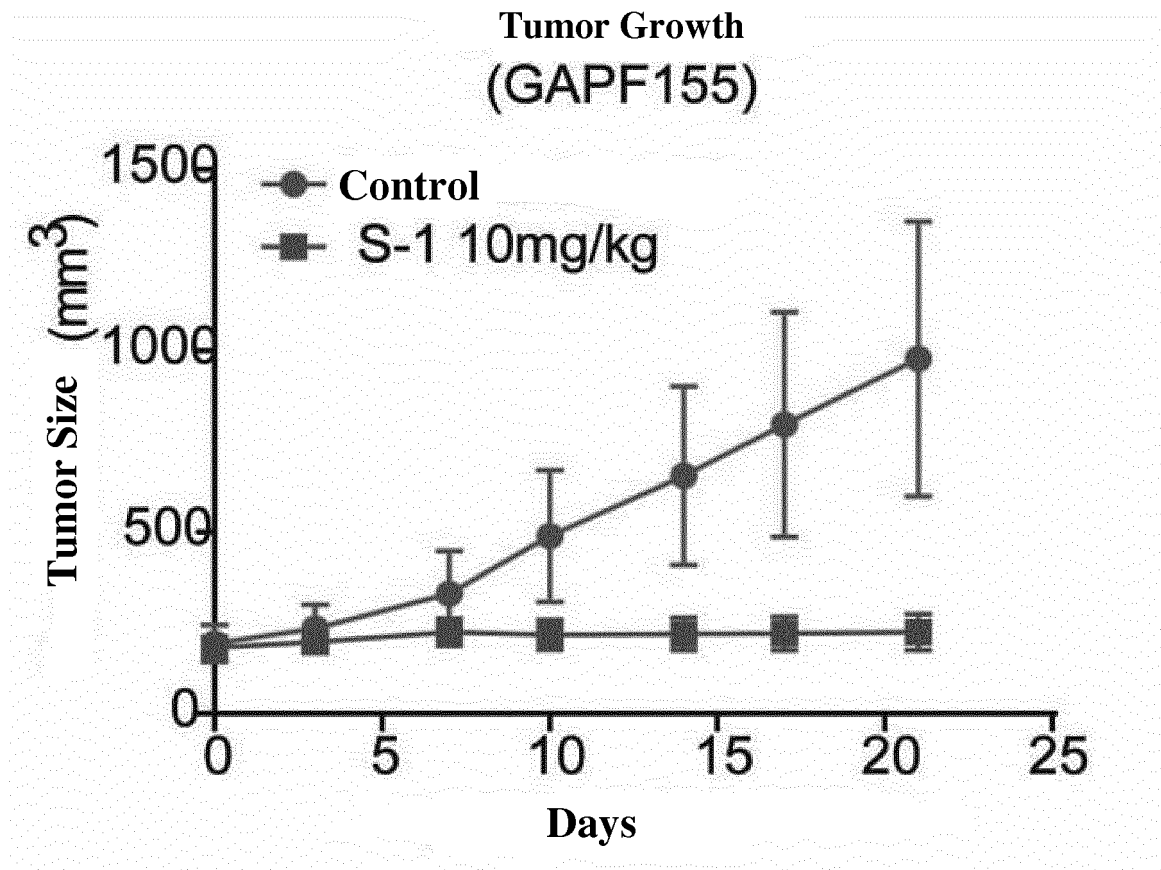 Tumor Growth
(GAPF155)
Control
S-1 10mg/kg
Tumor Size (mm³)
1500
1000
500
0
0 5 10 15 20 25
Days